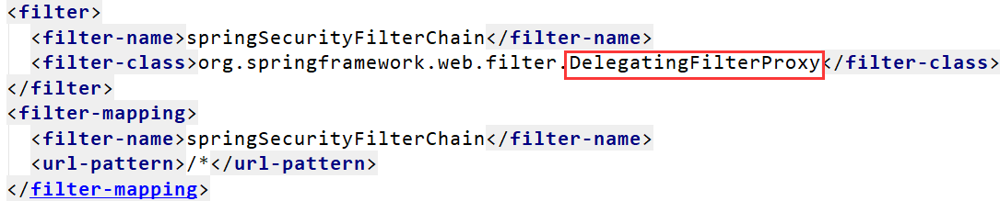 <filter>
<filter-name>springSecurityFilterChain</filter-name>
<filter-class>org.springframework.web.filter.DelegatingFilterProxy</filter-class>
</filter>
<filter-mapping>
<filter-name>springSecurityFilterChain</filter-name>
<url-pattern>/*</url-pattern>
</filter-mapping>